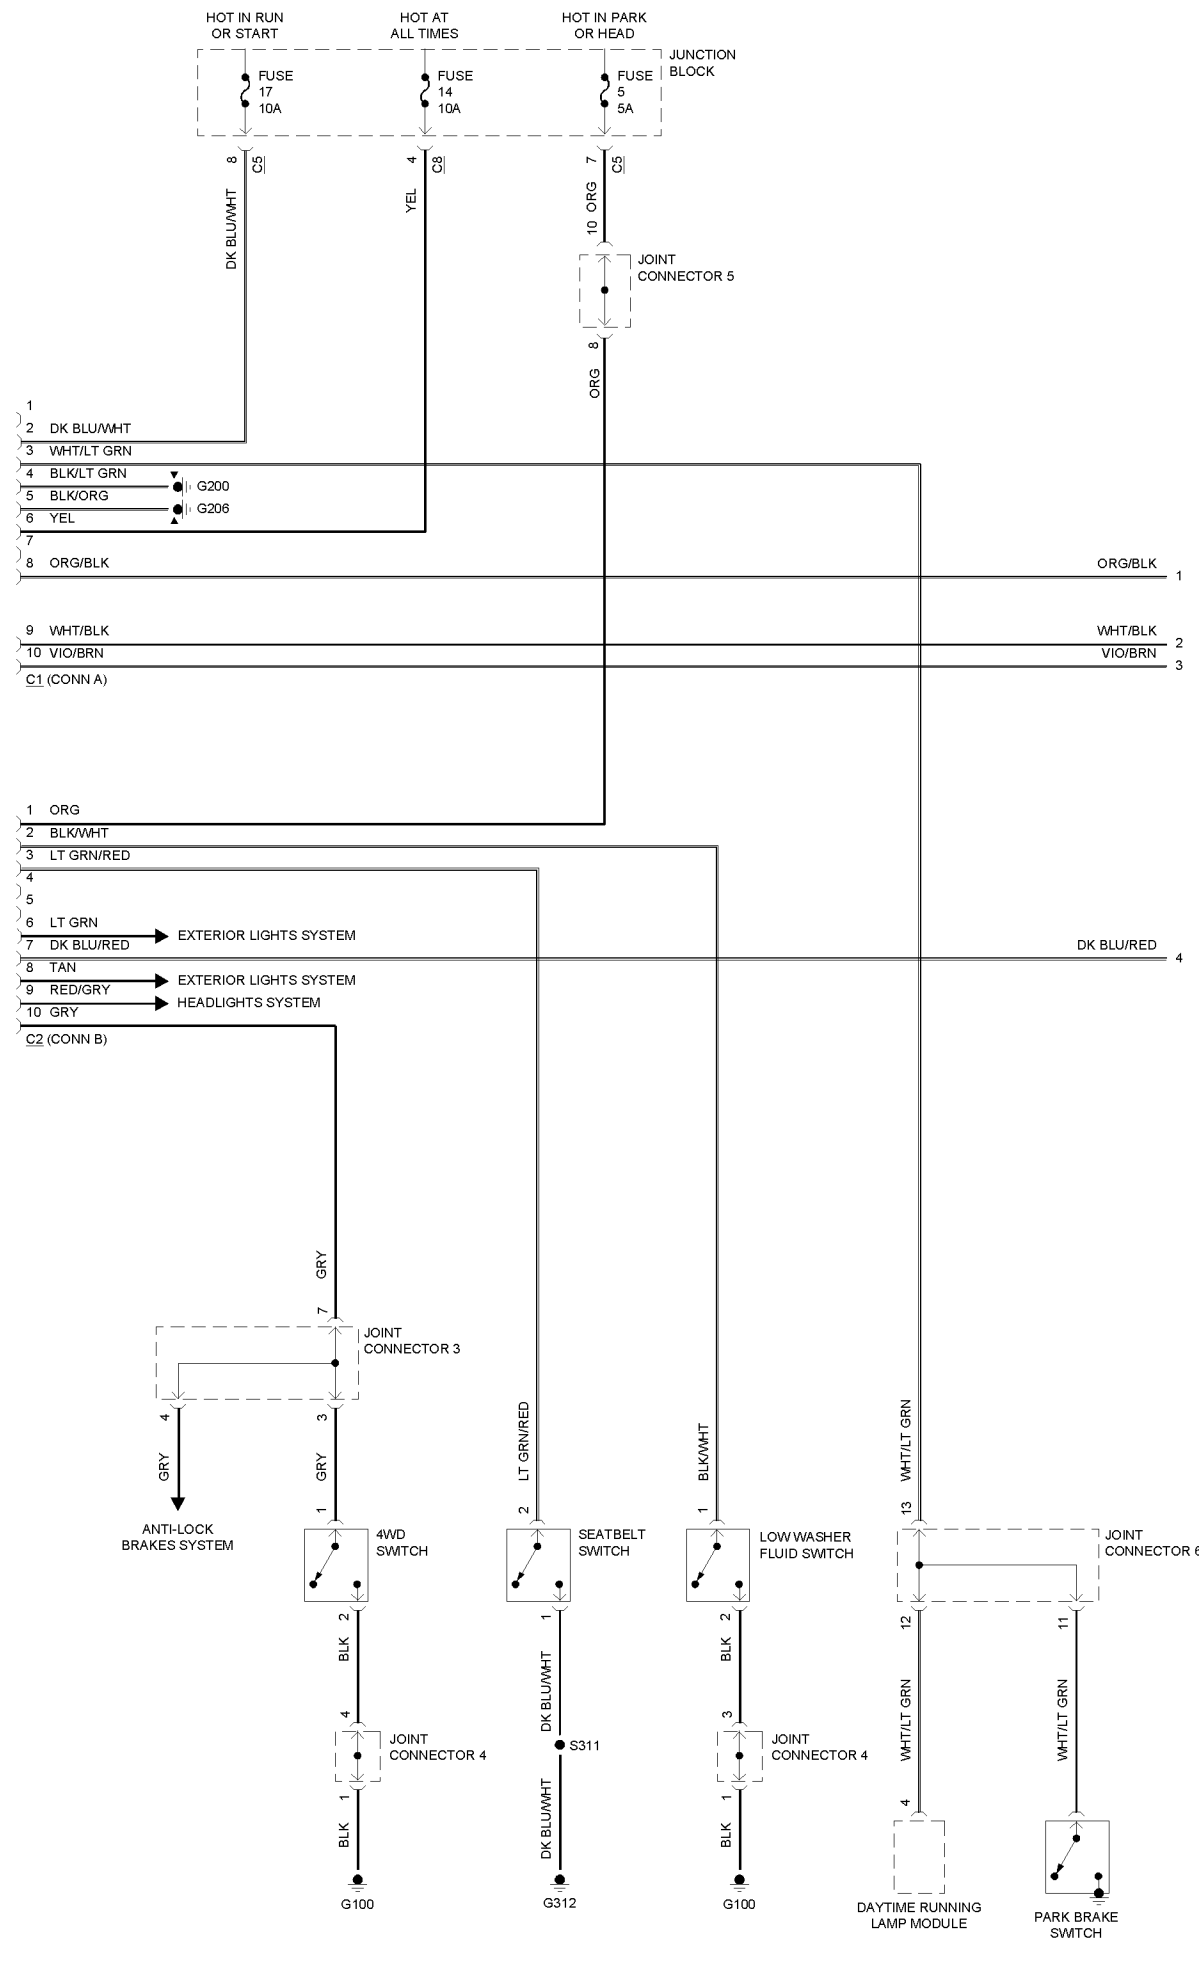 HOT IN RUN
OR START
HOT AT
ALL TIMES
HOT IN PARK
OR HEAD
JUNCTION
BLOCK
FUSE
17
10A
FUSE
14
10A
FUSE
5
5A
8
C5
4
C8
7
C5
DK BLU/WHT
YEL
10 ORG
JOINT
CONNECTOR 5
8
ORG
1
2 DK BLU/WHT
3 WHT/LT GRN
4 BLK/LT GRN
G200
5 BLK/ORG
G206
6 YEL
7
8 ORG/BLK
ORG/BLK
1
9 WHT/BLK
WHT/BLK
2
10 VIO/BRN
VIO/BRN
3
C1 (CONN A)
1 ORG
2 BLK/WHT
3 LT GRN/RED
4
5
6 LT GRN
EXTERIOR LIGHTS SYSTEM
7 DK BLU/RED
DK BLU/RED
4
8 TAN
EXTERIOR LIGHTS SYSTEM
9 RED/GRY
HEADLIGHTS SYSTEM
10 GRY
C2 (CONN B)
GRY
7
JOINT
CONNECTOR 3
4
3
GRY
GRY
LT GRN/RED
BLK/WHT
WHT/LT GRN
1
2
1
13
ANTI-LOCK
BRAKES SYSTEM
4WD
SWITCH
SEATBELT
SWITCH
LOW WASHER
FLUID SWITCH
JOINT
CONNECTOR 6
2
1
2
12
11
BLK
DK BLU/WHT
BLK
WHT/LT GRN
WHT/LT GRN
4
3
JOINT
CONNECTOR 4
S311
JOINT
CONNECTOR 4
1
1
4
BLK
DK BLU/WHT
BLK
G100
G312
G100
DAYTIME RUNNING
LAMP MODULE
PARK BRAKE
SWITCH